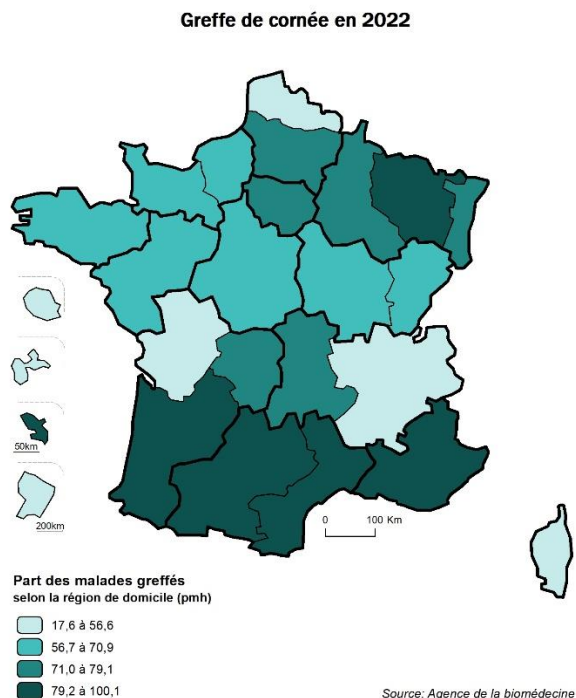 Greffe de cornée en 2022
50km
200km
0 100 Km
Part des malades greffés
selon la région de domicile (pmh)
17,6 à 56,6
56,7 à 70,9
71,0 à 79,1
79,2 à 100,1
Source: Agence de la biomédecine